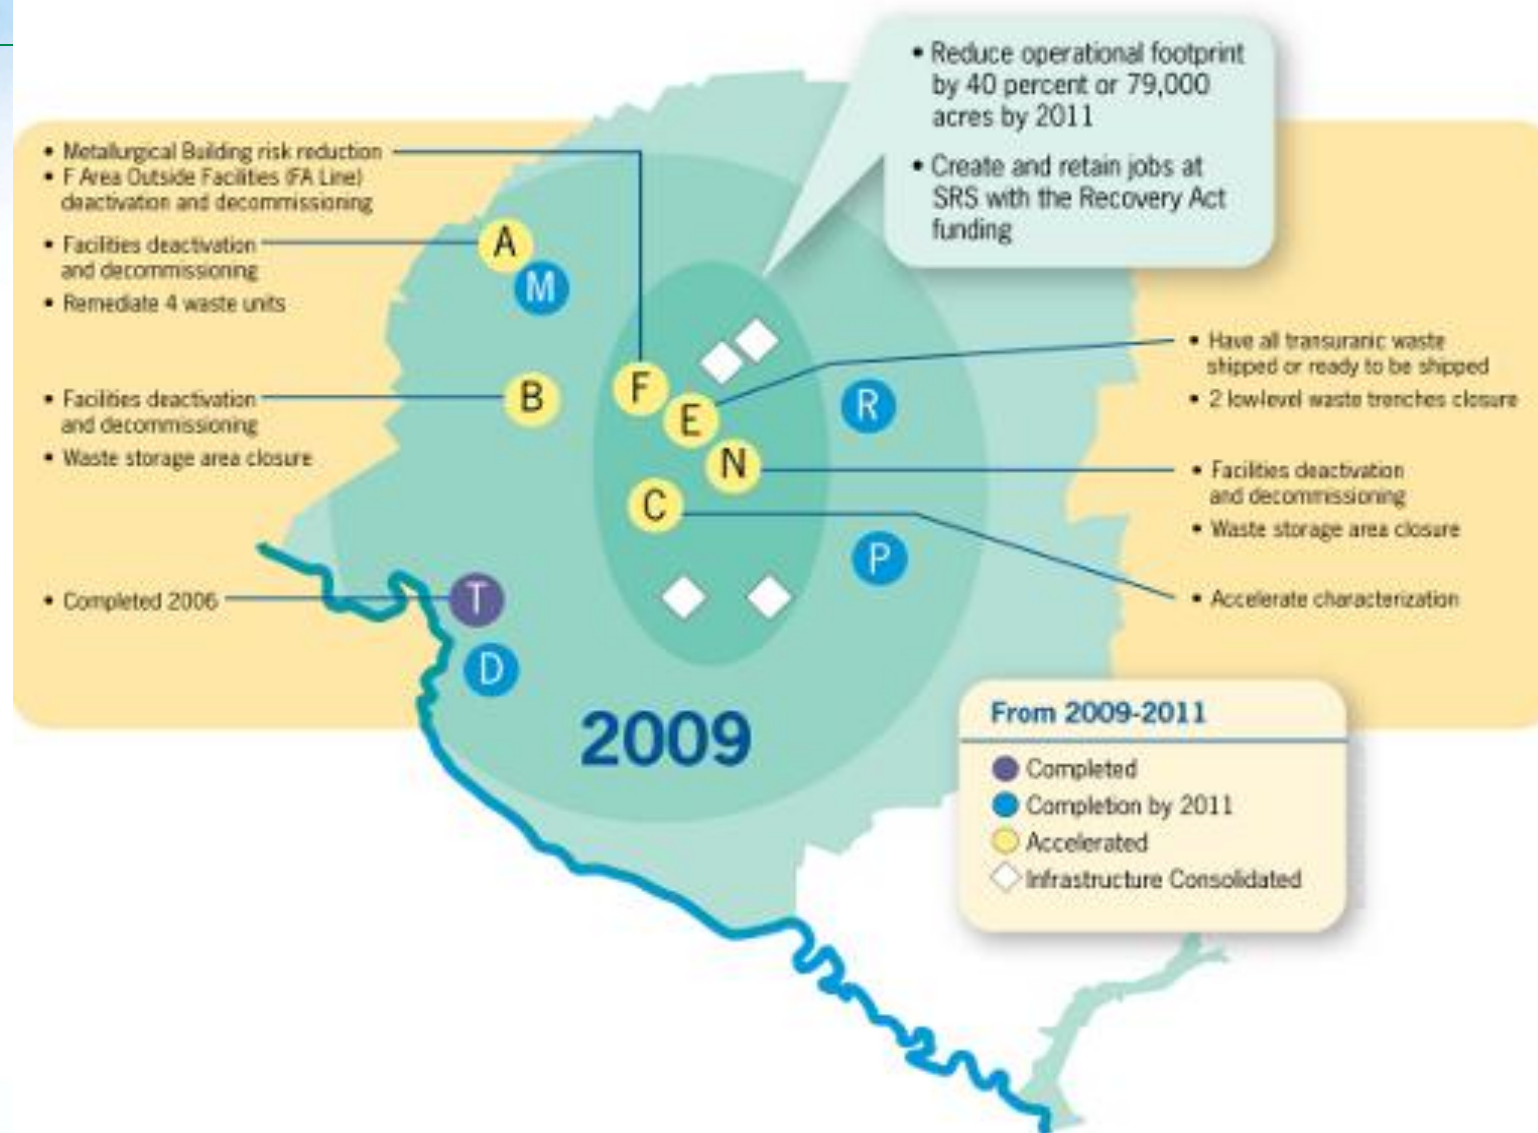 • Reduce operational footprint
by 40 percent or 79,000
acres by 2011
• Create and retain jobs at
SRS with the Recovery Act
funding
• Metallurgical Building risk reduction
• F Area Outside Facilities (FA Line)
deactivation and decommissioning
• Facilities deactivation
and decommissioning
• Remediate 4 waste units
• Facilities deactivation
and decommissioning
• Waste storage area closure
• Completed 2006
A
M
B
F
E
N
C
R
P
T
D
• Have all transuranic waste
shipped or ready to be shipped
• 2 low-level waste trenches closure
• Facilities deactivation
and decommissioning
• Waste storage area closure
• Accelerate characterization
2009
From 2009-2011
Completed
Completion by 2011
Accelerated
Infrastructure Consolidated